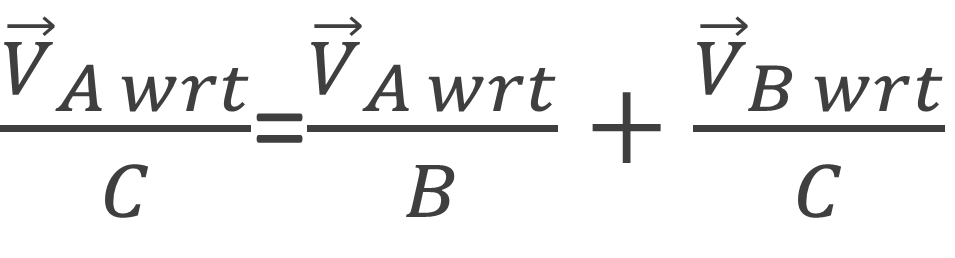 V⃗ A wrt = V⃗ A wrt + V⃗ B wrt
C B C